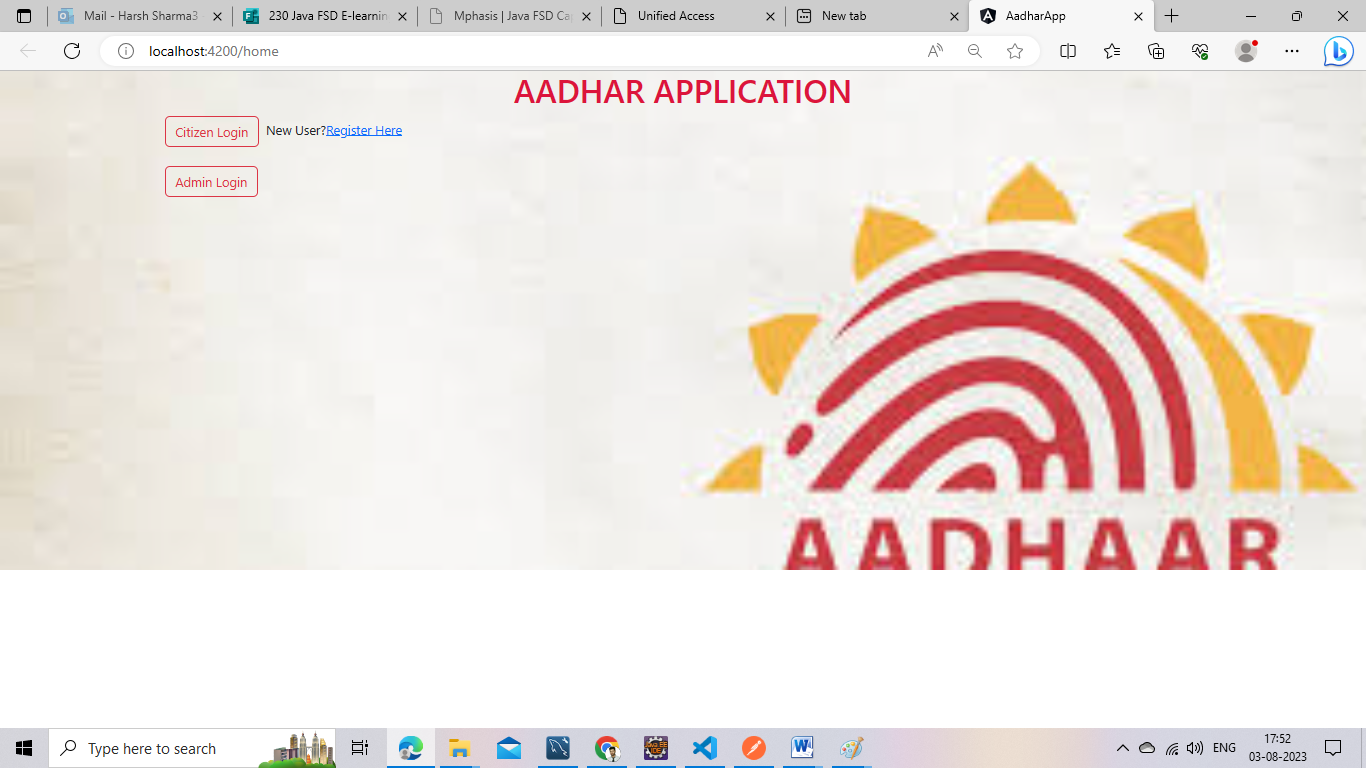 Mail - Harsh Sharma3
230 Java FSD E-learnin
Mphasis | Java FSD Ca
Unified Access
New tab
AadharApp
localhost:4200/home
AADHAR APPLICATION
Citizen Login New User?Register Here
Admin Login
AADHAAR
Type here to search
ENG
17:52
03-08-2023